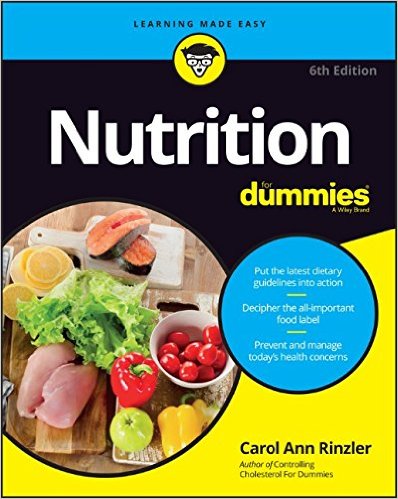 LEARNING MADE EASY
6th Edition
Nutrition
for
dummies®
A Wiley Brand
Put the latest dietary
guidelines into action
Decipher the all-important
food label
Prevent and manage
today's health concerns
Carol Ann Rinzler
Author of Controlling
Cholesterol For Dummies